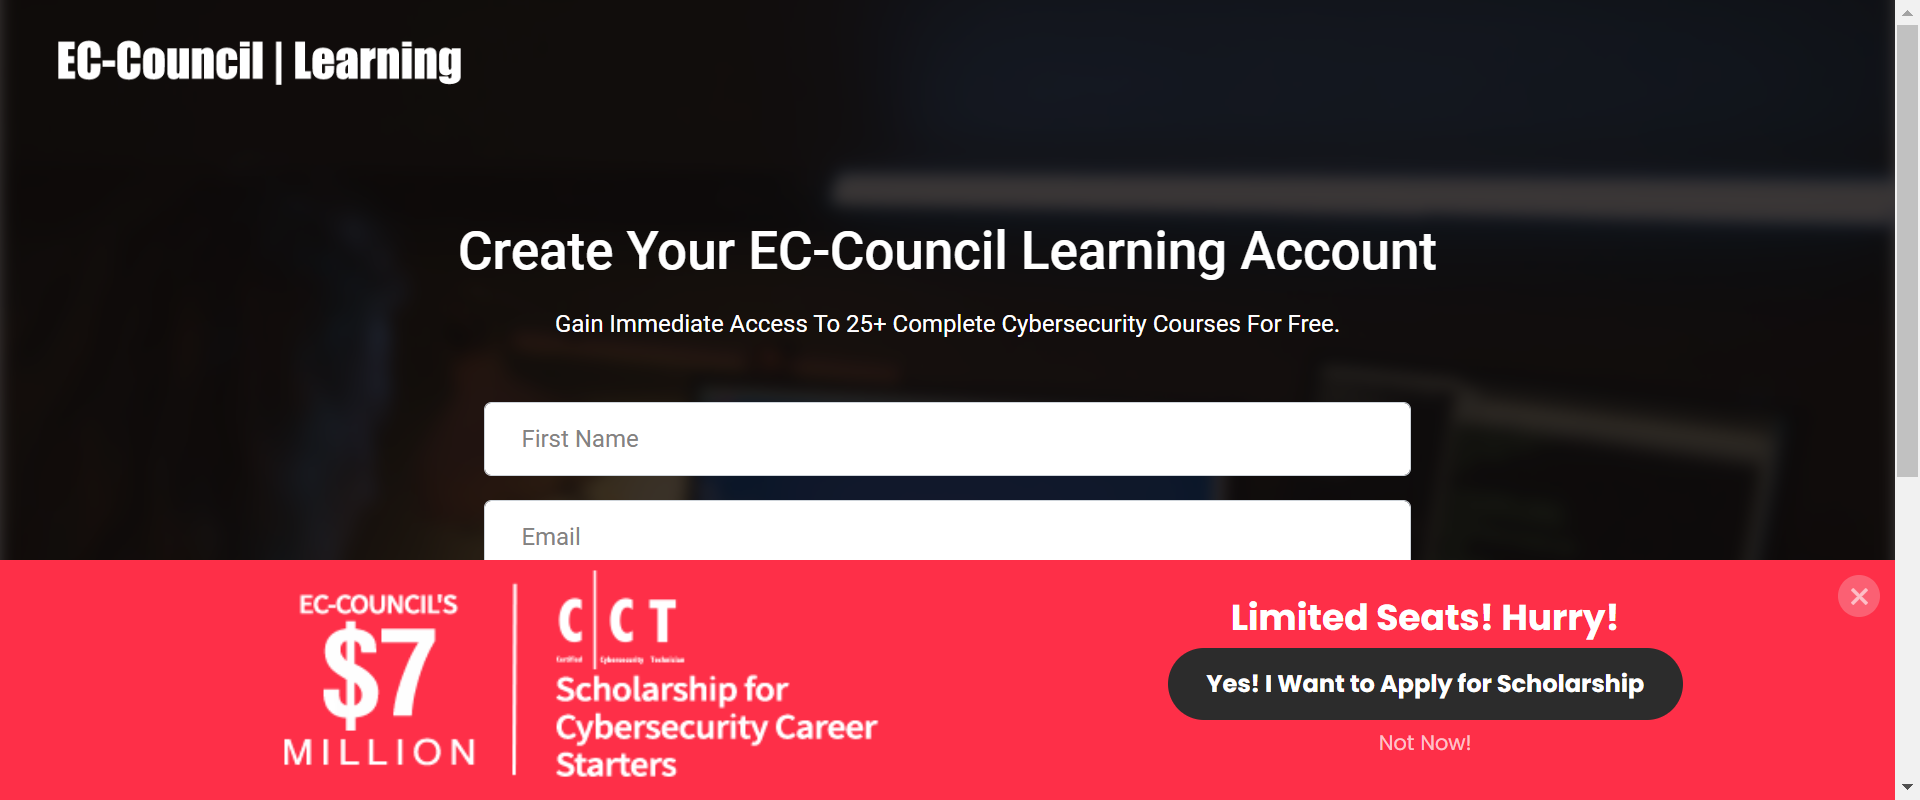 EC-Council | Learning
Create Your EC-Council Learning Account
Gain Immediate Access To 25+ Complete Cybersecurity Courses For Free.
First Name
Email
EC-COUNCIL'S
$7
MILLION
CCT
Certified Cybersecurity Technician
Scholarship for
Cybersecurity Career
Starters
Limited Seats! Hurry!
Yes! I Want to Apply for Scholarship
Not Now!